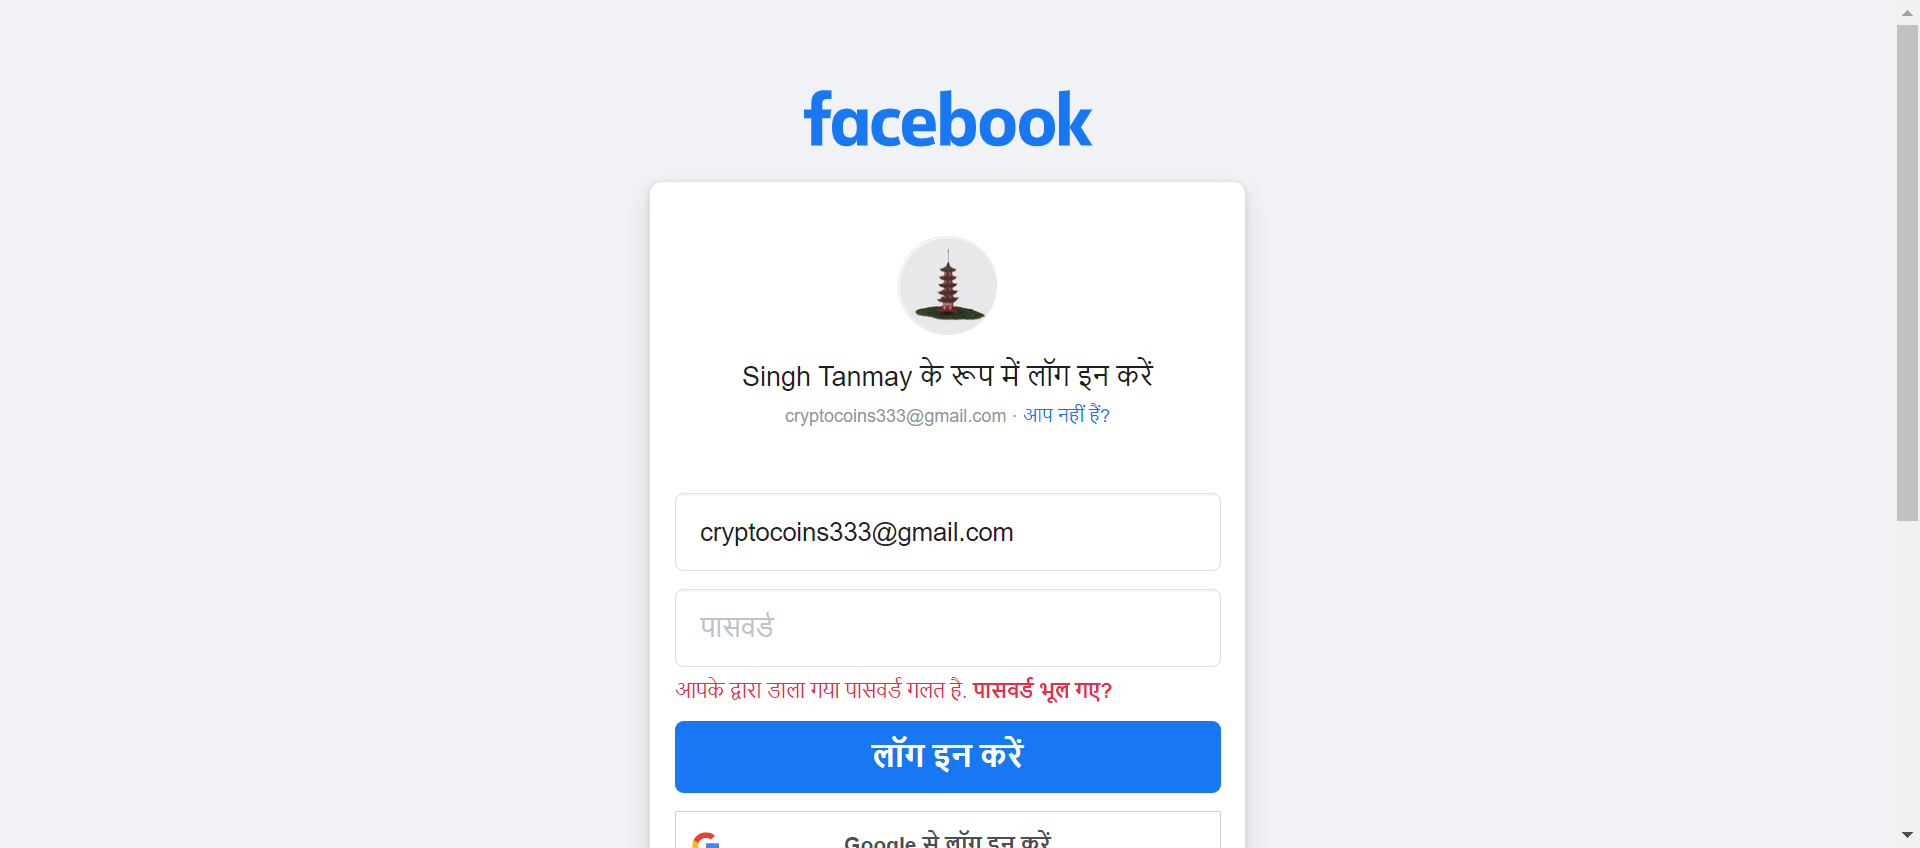 facebook
Singh Tanmay के रूप में लॉग इन करें
cryptocoins333@gmail.com · आप नहीं हैं?
cryptocoins333@gmail.com
पासवर्ड
आपके द्वारा डाला गया पासवर्ड गलत है. पासवर्ड भूल गए?
लॉग इन करें
Google से लॉग इन करें